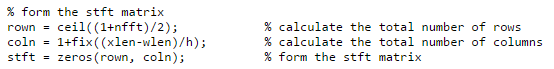 % form the stft matrix
rown = ceil((1+nfft)/2);            % calculate the total number of rows
coln = 1+fix((xlen-wlen)/h);        % calculate the total number of columns
stft = zeros(rown, coln);           % form the stft matrix